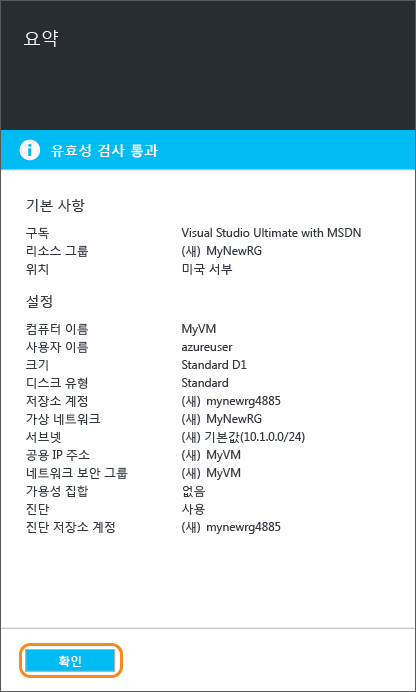 요약
유효성 검사 통과
기본 사항
구독 Visual Studio Ultimate with MSDN
리소스 그룹 (새) MyNewRG
위치 미국 서부
설정
컴퓨터 이름 MyVM
사용자 이름 azureuser
크기 Standard D1
디스크 유형 Standard
저장소 계정 (새) mynewrg4885
가상 네트워크 (새) MyNewRG
서브넷 (새) 기본값(10.1.0.0/24)
공용 IP 주소 (새) MyVM
네트워크 보안 그룹 (새) MyVM
가용성 집합 없음
진단 사용
진단 저장소 계정 (새) mynewrg4885
확인